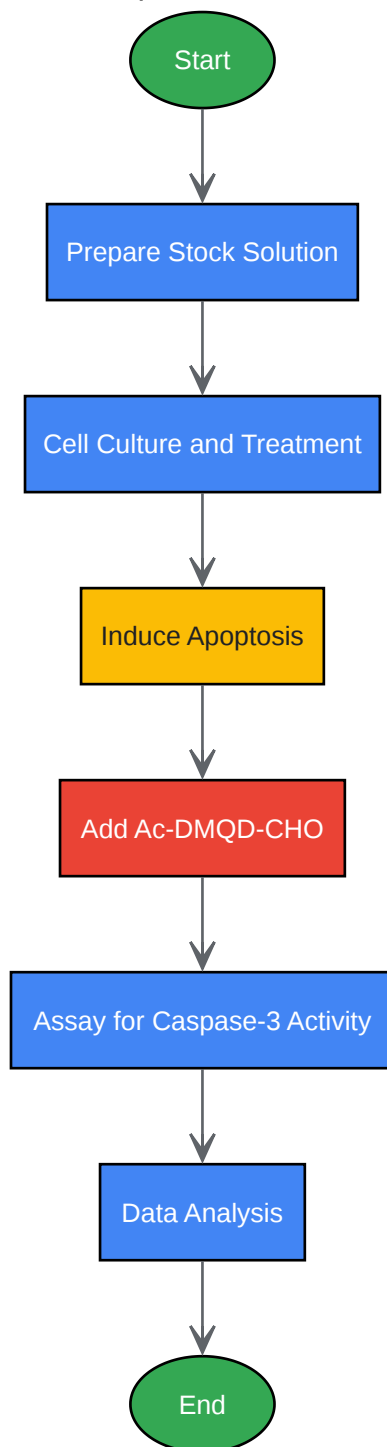 Start
Prepare Stock Solution
Cell Culture and Treatment
Induce Apoptosis
Add Ac-DMQD-CHO
Assay for Caspase-3 Activity
Data Analysis
End